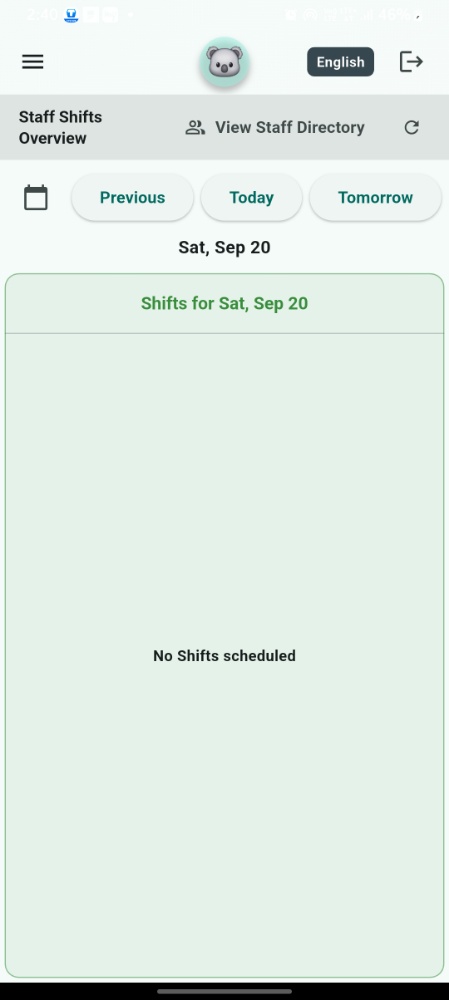 English
Staff Shifts
Overview
View Staff Directory
Previous
Today
Tomorrow
Sat, Sep 20
Shifts for Sat, Sep 20
No Shifts scheduled